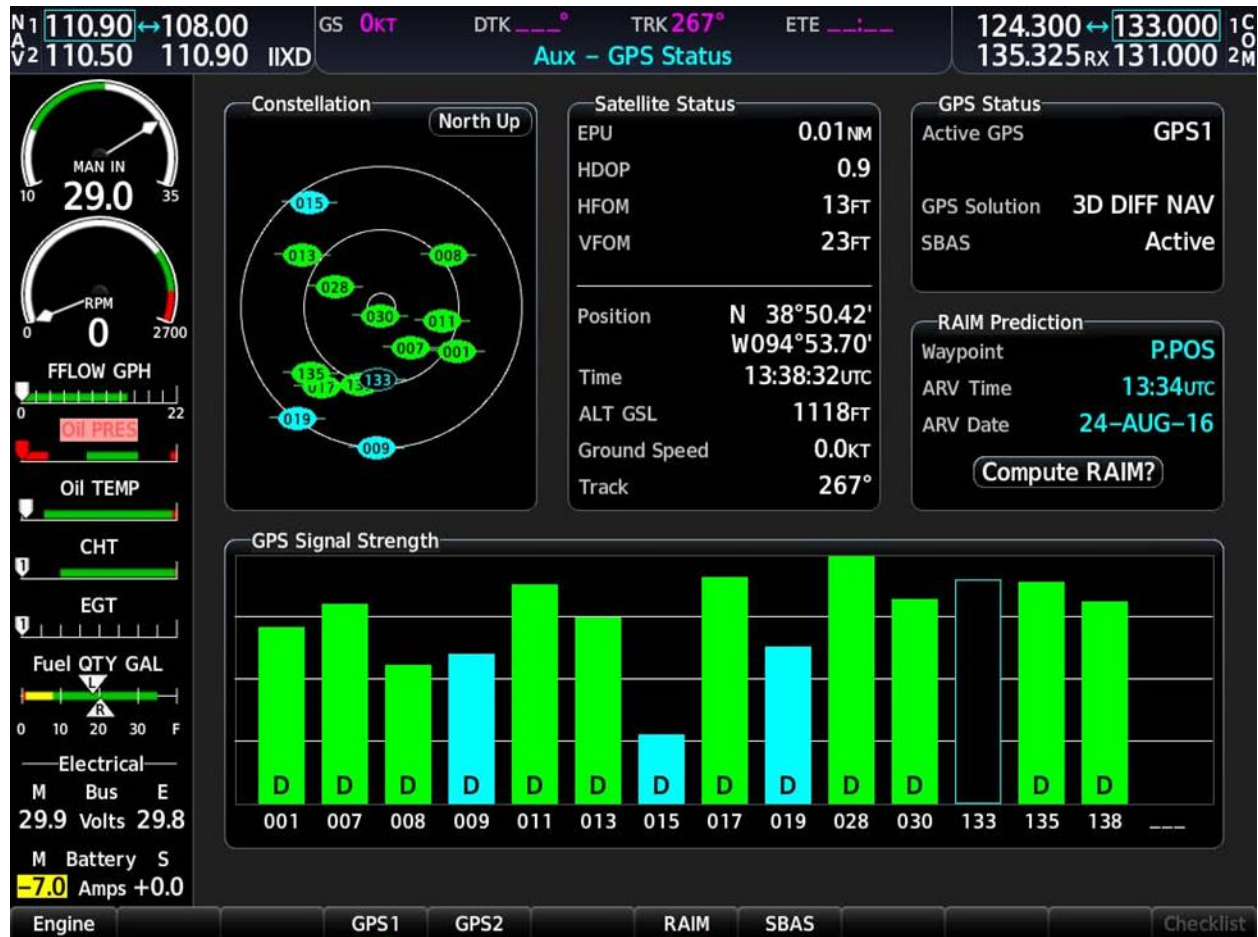 N 1 110.90 ↔ 108.00
A
V 2 110.50 110.90 IIXD
GS 0KT DTK ___° TRK 267° ETE __:__
Aux – GPS Status
124.300 ↔ 133.000 1 C
O
135.325 RX 131.000 2 M
MAN IN
29.0
10 35
RPM
0
0 2700
FFLOW GPH
0 22
Oil PRES
Oil TEMP
CHT
1
EGT
1
Fuel QTY GAL
L
R
0 10 20 30 F
Electrical
M Bus E
29.9 Volts 29.8
M Battery S
-7.0 Amps +0.0
Constellation
North Up
015
013 008
028
030 011
007 001
135
017 133
019
009
Satellite Status
EPU 0.01NM
HDOP 0.9
HFOM 13FT
VFOM 23FT
Position N 38°50.42'
W094°53.70'
Time 13:38:32UTC
ALT GSL 1118FT
Ground Speed 0.0KT
Track 267°
GPS Status
Active GPS GPS1
GPS Solution 3D DIFF NAV
SBAS Active
RAIM Prediction
Waypoint P.POS
ARV Time 13:34UTC
ARV Date 24-AUG-16
Compute RAIM?
GPS Signal Strength
D D D D D D D D D D D D D
001 007 008 009 011 013 015 017 019 028 030 133 135 138 ___
Engine GPS1 GPS2 RAIM SBAS Checklist